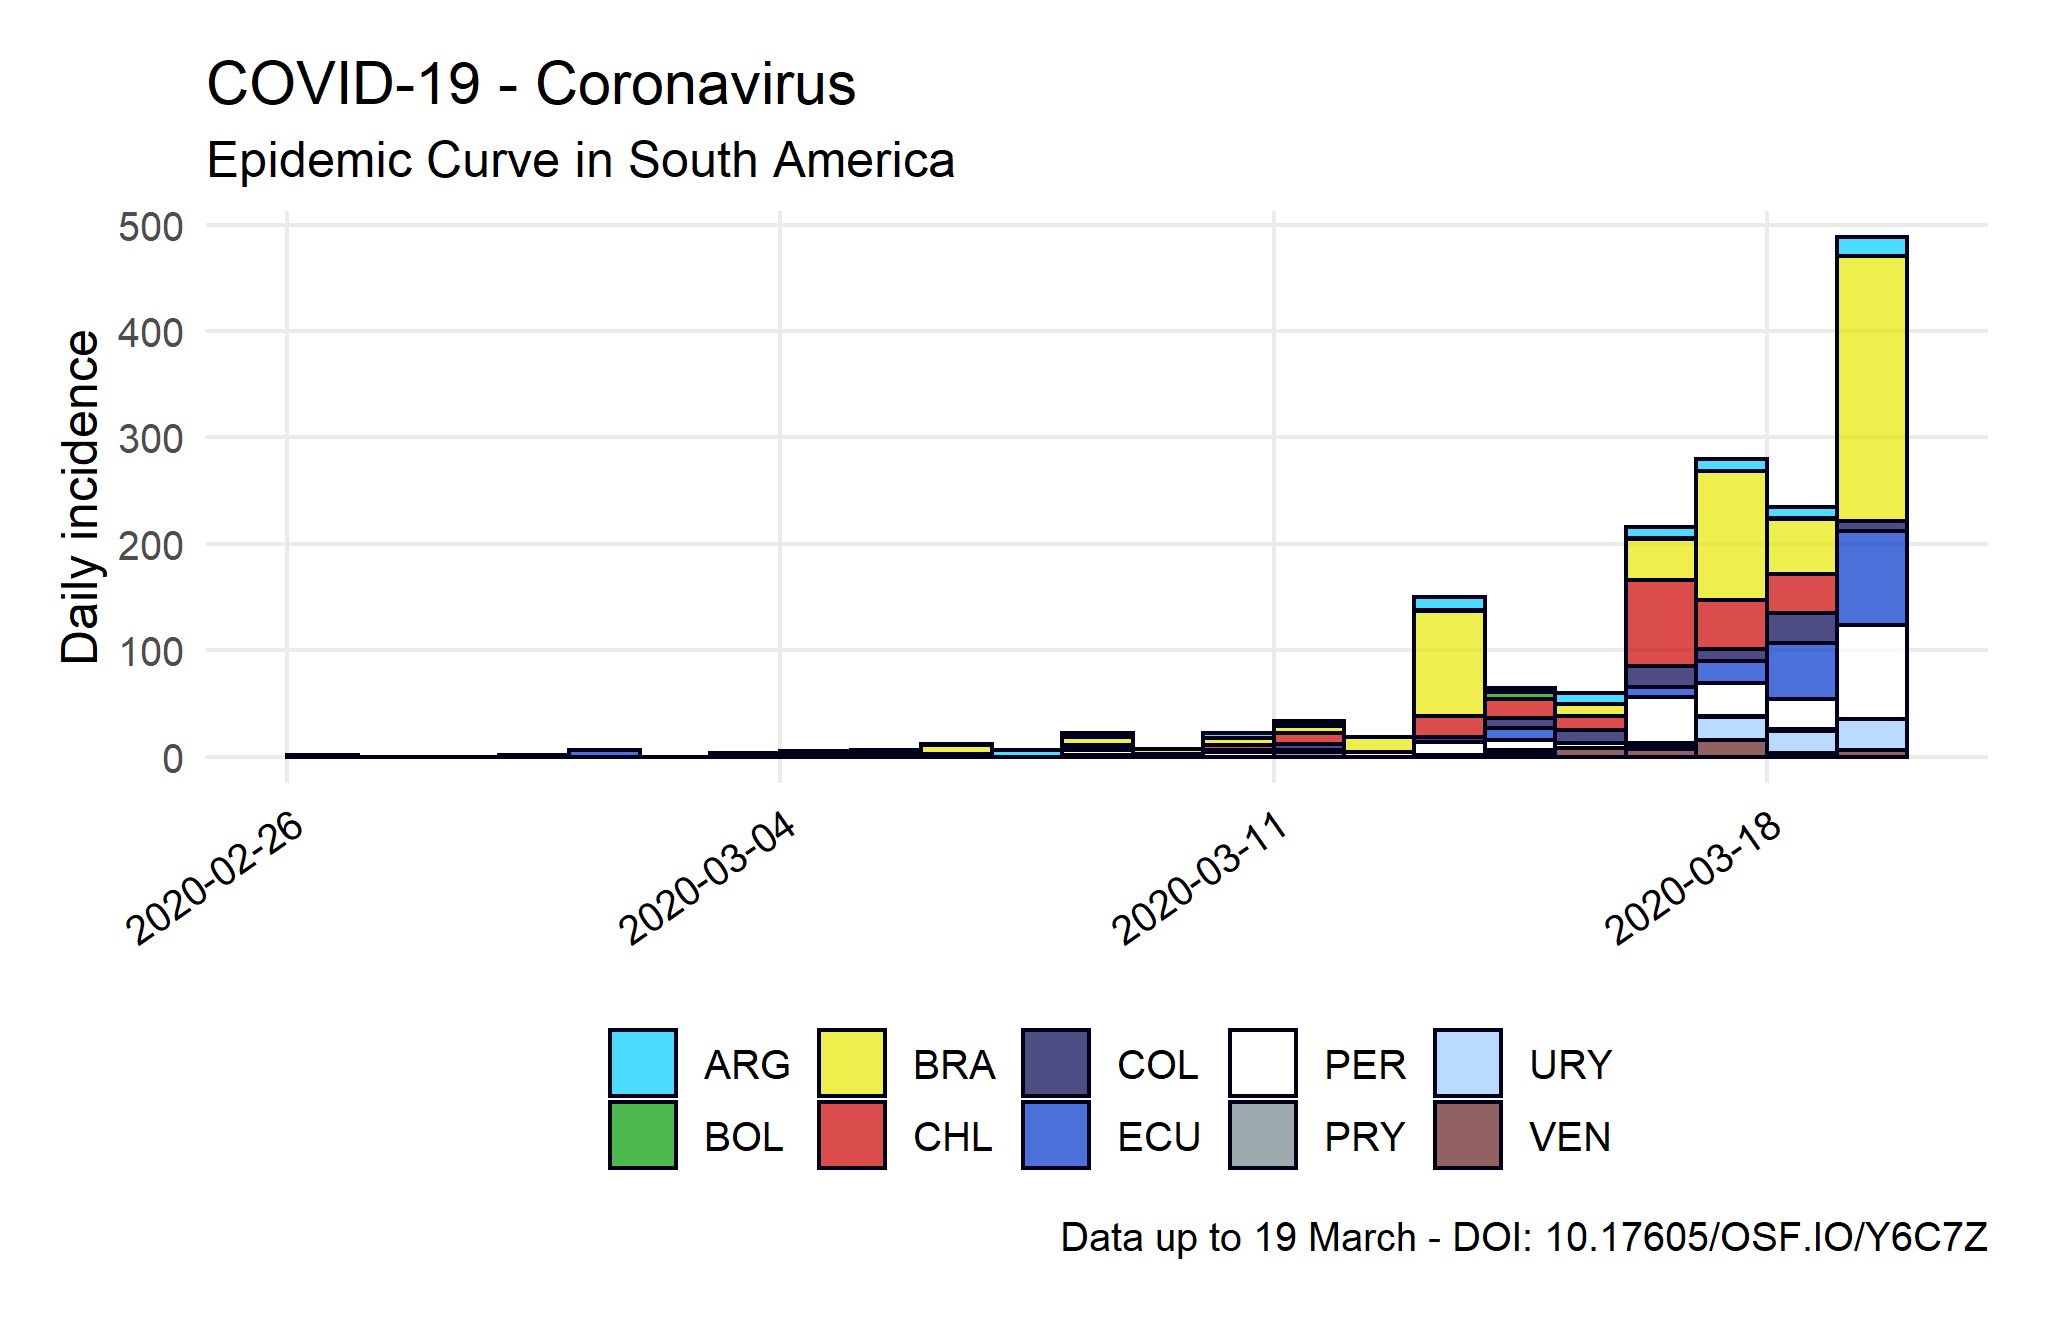 COVID-19 - Coronavirus
Epidemic Curve in South America
Daily incidence
500
400
300
200
100
0
2020-02-26
2020-03-04
2020-03-11
2020-03-18
ARG BRA COL PER URY
BOL CHL ECU PRY VEN
Data up to 19 March - DOI: 10.17605/OSF.IO/Y6C7Z